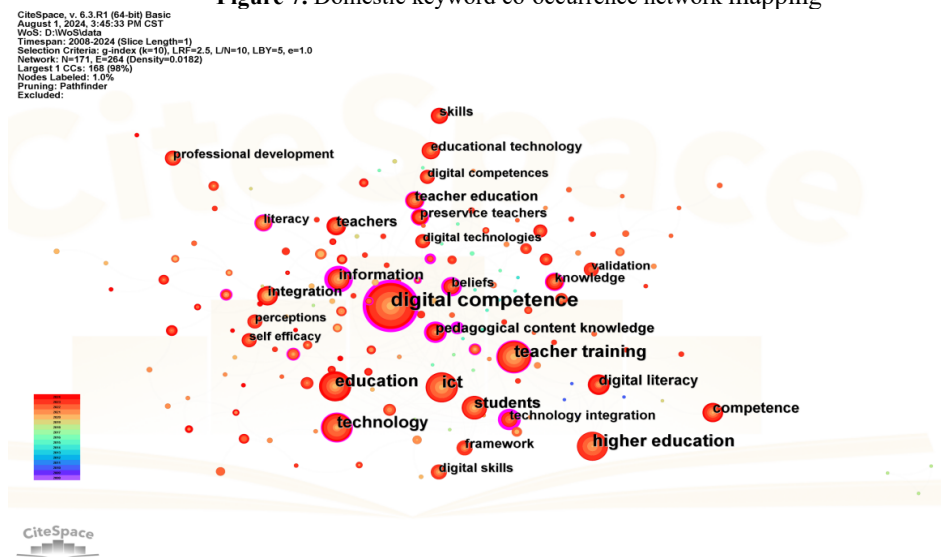 Figure 7. Domestic keyword co-occurrence network mapping
CiteSpace, v. 6.3.R1 (64-bit) Basic
August 1, 2024, 3:45:33 PM CST
WoS: D:\WoS\data
Timespan: 2008-2024 (Slice Length=1)
Selection Criteria: g-index (k=10), LRF=2.5, L/N=10, LBY=5, e=1.0
Network: N=171, E=264 (Density=0.0182)
Largest 1 CCs: 168 (98%)
Nodes Labeled: 1.0%
Pruning: Pathfinder
Excluded:
CiteSpace
skills
educational technology
professional development
digital competences
teacher education
preservice teachers
literacy
teachers
digital technologies
validation
information
knowledge
beliefs
integration
digital competence
perceptions
pedagogical content knowledge
self efficacy
teacher training
education
ict
digital literacy
students
competence
technology integration
technology
higher education
framework
digital skills
CiteSpace